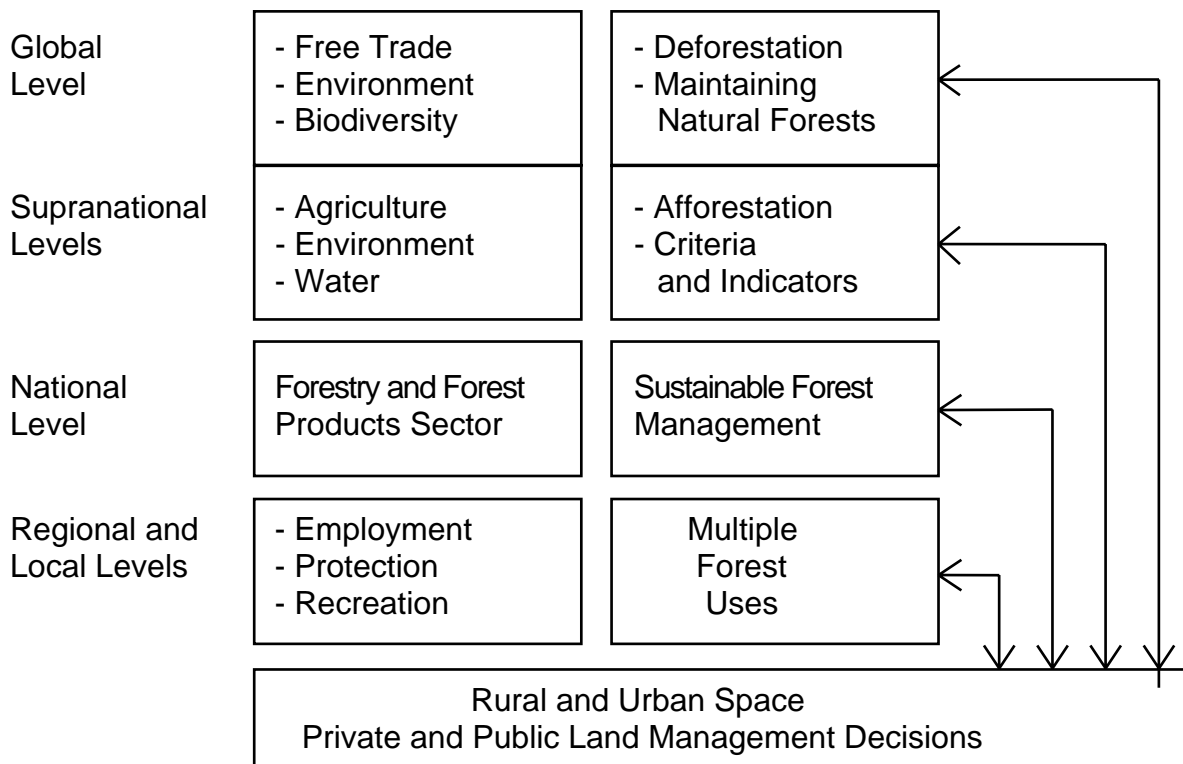 Global
Level
- Free Trade
- Environment
- Biodiversity
- Deforestation
- Maintaining
Natural Forests
Supranational
Levels
- Agriculture
- Environment
- Water
- Afforestation
- Criteria
and Indicators
National
Level
Forestry and Forest
Products Sector
Sustainable Forest
Management
Regional and
Local Levels
- Employment
- Protection
- Recreation
Multiple
Forest
Uses
Rural and Urban Space
Private and Public Land Management Decisions